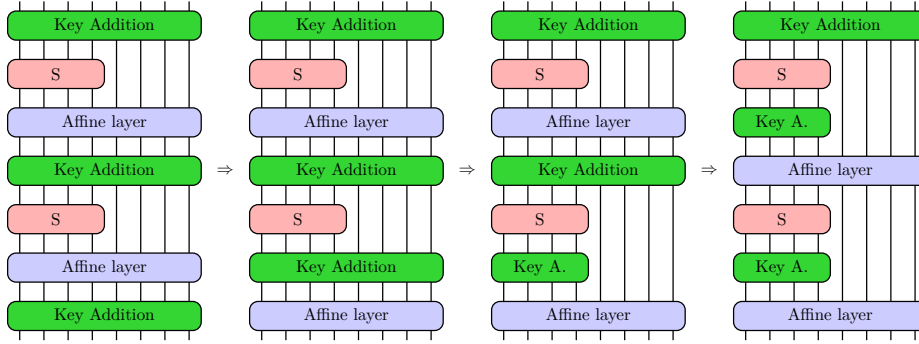 Key Addition
S
Affine layer
Key Addition
S
Affine layer
Key Addition
⇒
Key Addition
S
Affine layer
Key Addition
S
Key Addition
Affine layer
⇒
Key Addition
S
Affine layer
Key Addition
S
Key A.
Affine layer
⇒
Key Addition
S
Key A.
Affine layer
S
Key A.
Affine layer